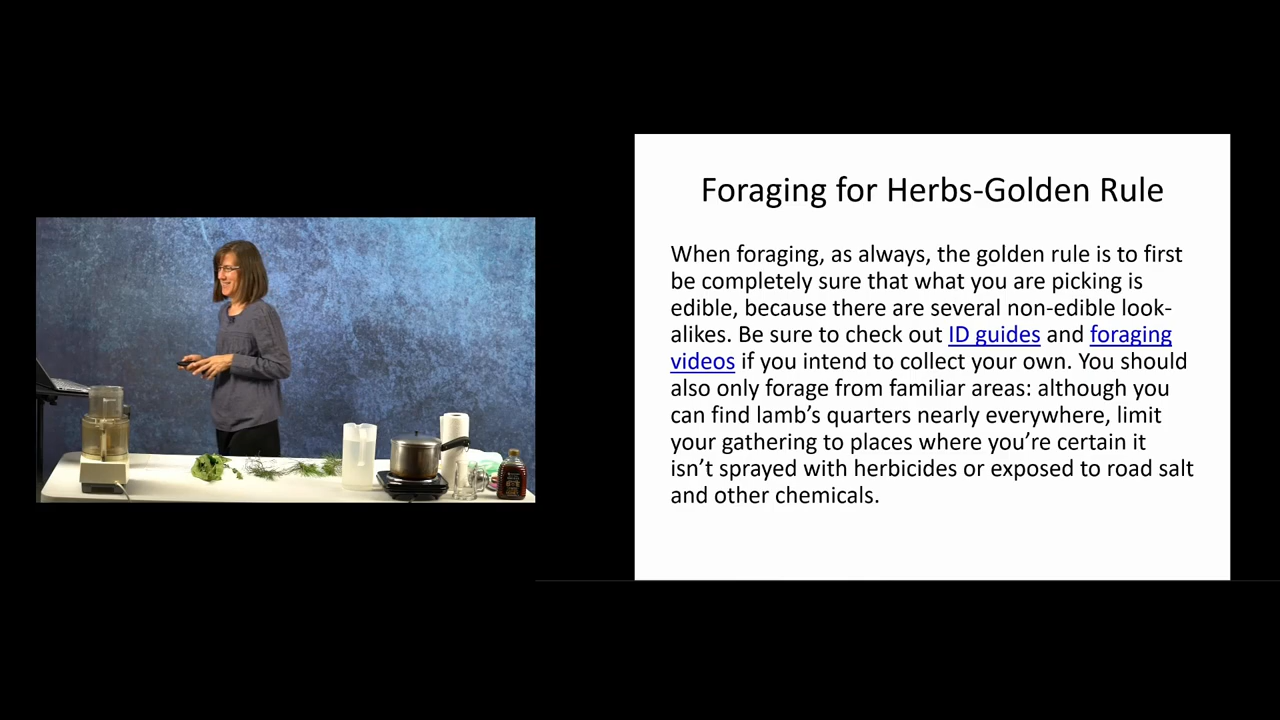 Foraging for Herbs-Golden Rule
When foraging, as always, the golden rule is to first
be completely sure that what you are picking is
edible, because there are several non-edible look-
alikes. Be sure to check out ID guides and foraging
videos if you intend to collect your own. You should
also only forage from familiar areas: although you
can find lamb’s quarters nearly everywhere, limit
your gathering to places where you’re certain it
isn’t sprayed with herbicides or exposed to road salt
and other chemicals.